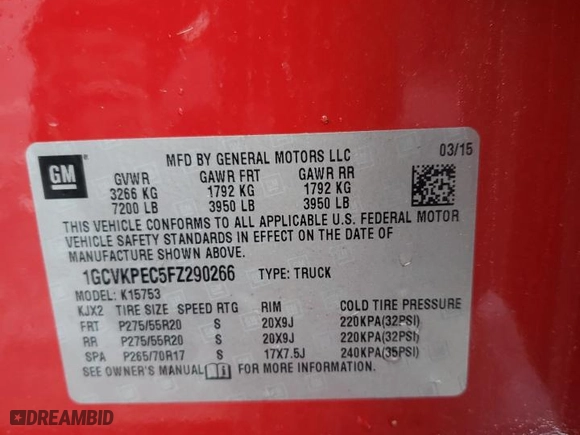 MFD BY GENERAL MOTORS LLC 03/15
GM
GVWR GAWR FRT GAWR RR
3266 KG 1792 KG 1792 KG
7200 LB 3950 LB 3950 LB
THIS VEHICLE CONFORMS TO ALL APPLICABLE U.S. FEDERAL MOTOR
VEHICLE SAFETY STANDARDS IN EFFECT ON THE DATE OF
MANUFACTURE SHOWN ABOVE.
1GCVKPEC5FZ290266 TYPE: TRUCK
MODEL: K15753
KJX2 TIRE SIZE SPEED RTG RIM COLD TIRE PRESSURE
FRT P275/55R20 S 20X9J 220KPA(32PSI)
RR P275/55R20 S 20X9J 220KPA(32PSI)
SPA P265/70R17 S 17X7.5J 240KPA(35PSI)
SEE OWNER'S MANUAL FOR MORE INFORMATION.
DREAMBID